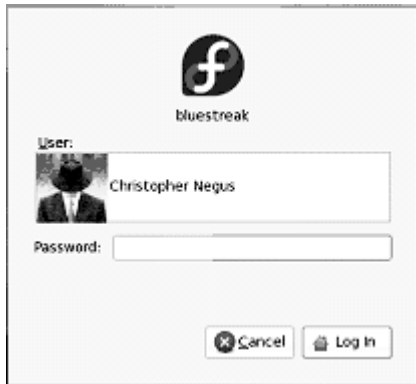 bluestreak
User:
Christopher Negus
Password:
Cancel
Log In